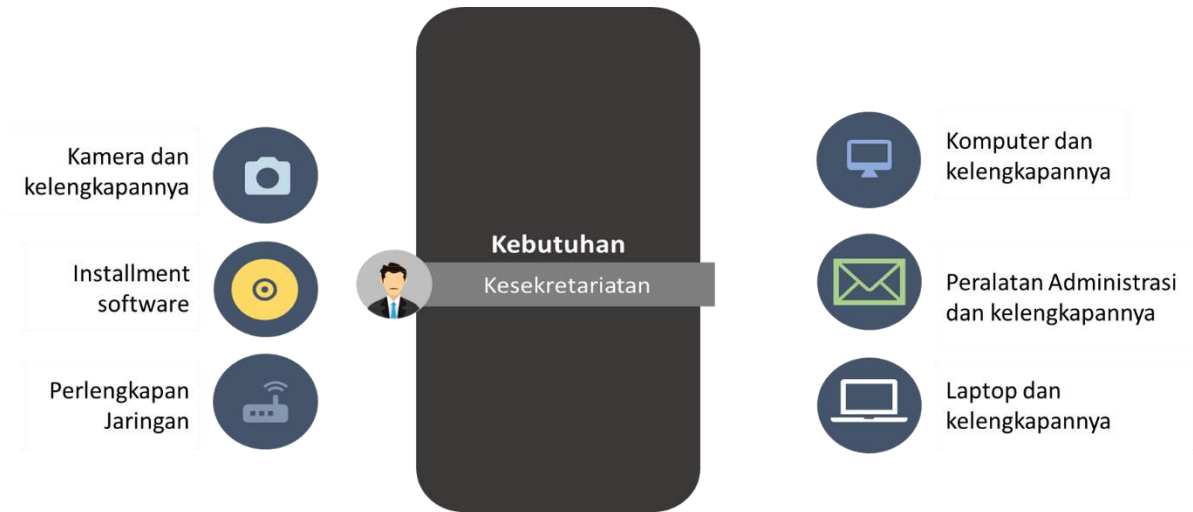 Kamera dan
kelengkapannya
Installment
software
Perlengkapan
Jaringan
Kebutuhan
Kesekretariatan
Komputer dan
kelengkapannya
Peralatan Administrasi
dan kelengkapannya
Laptop dan
kelengkapannya